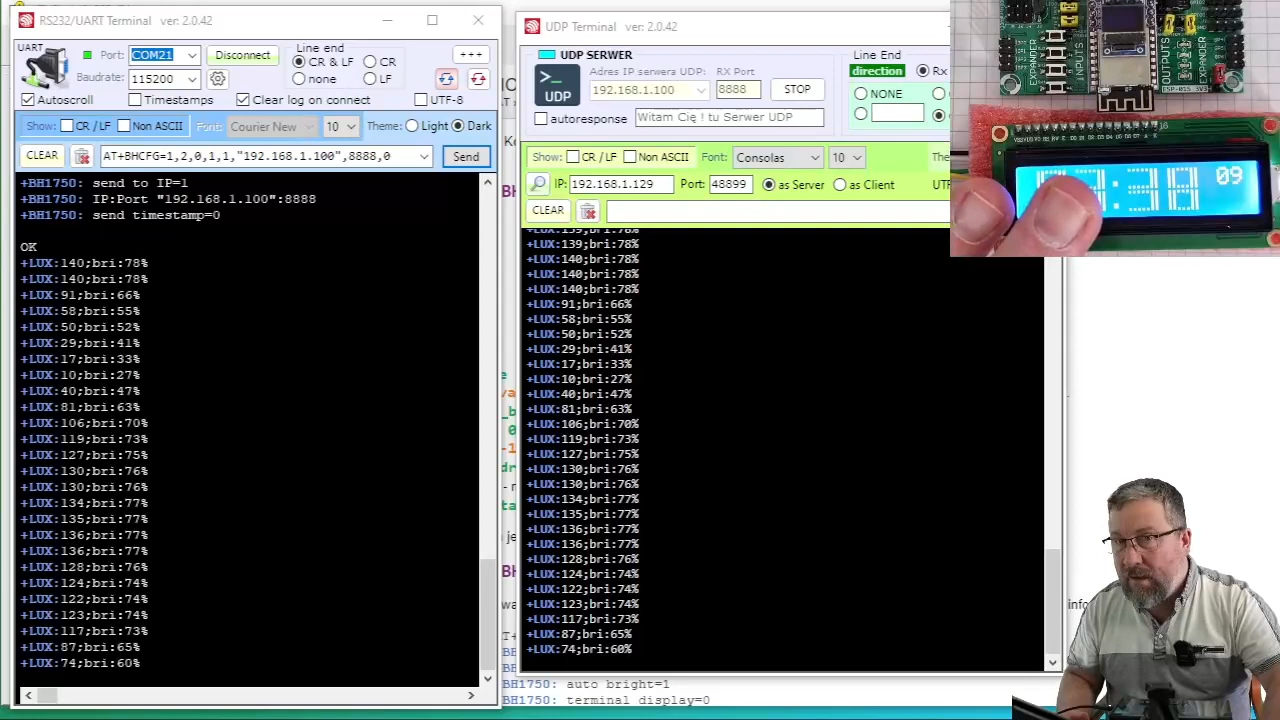 RS232/UART Terminal   ver: 2.0.42
UART
Port: COM21
Disconnect
Line end
CR & LF
CR
none
LF
+++
Baudrate: 115200
Autoscroll
Timestamps
Clear log on connect
UTF-8
Show: CR / LF Non ASCII Font: Courier New 10 Theme: Light Dark
CLEAR
AT+BHCFG=1,2,0,1,1,"192.168.1.100",8888,0
Send
+BH1750: send to IP=1
+BH1750: IP:Port "192.168.1.100":8888
+BH1750: send timestamp=0
OK
+LUX:140;bri:78%
+LUX:140;bri:78%
+LUX:91;bri:66%
+LUX:58;bri:55%
+LUX:50;bri:52%
+LUX:29;bri:41%
+LUX:17;bri:33%
+LUX:10;bri:27%
+LUX:40;bri:47%
+LUX:81;bri:63%
+LUX:106;bri:70%
+LUX:119;bri:73%
+LUX:127;bri:75%
+LUX:130;bri:76%
+LUX:130;bri:76%
+LUX:134;bri:77%
+LUX:135;bri:77%
+LUX:136;bri:77%
+LUX:136;bri:77%
+LUX:128;bri:76%
+LUX:124;bri:74%
+LUX:122;bri:74%
+LUX:123;bri:74%
+LUX:117;bri:73%
+LUX:87;bri:65%
+LUX:74;bri:60%
UDP Terminal   ver: 2.0.42
UDP SERWER
>_
UDP
Adres IP serwera UDP:
RX Port
192.168.1.100
8888
STOP
autoresponse
Witam Cię ! tu Serwer UDP
Line End
direction
Rx
NONE
Show: CR / LF Non ASCII Font: Consolas 10
IP: 192.168.1.129 Port: 48899 as Server as Client
CLEAR
+LUX:139;bri:78%
+LUX:139;bri:78%
+LUX:140;bri:78%
+LUX:140;bri:78%
+LUX:140;bri:78%
+LUX:91;bri:66%
+LUX:58;bri:55%
+LUX:50;bri:52%
+LUX:29;bri:41%
+LUX:17;bri:33%
+LUX:10;bri:27%
+LUX:40;bri:47%
+LUX:81;bri:63%
+LUX:106;bri:70%
+LUX:119;bri:73%
+LUX:127;bri:75%
+LUX:130;bri:76%
+LUX:130;bri:76%
+LUX:134;bri:77%
+LUX:135;bri:77%
+LUX:136;bri:77%
+LUX:136;bri:77%
+LUX:128;bri:76%
+LUX:124;bri:74%
+LUX:122;bri:74%
+LUX:123;bri:74%
+LUX:117;bri:73%
+LUX:87;bri:65%
+LUX:74;bri:60%
BH1750: auto bright=1
BH1750: terminal display=0
EXPANDER
INPUTS
OUTPUTS
EXPANDER
ESP-01S 3V3
09